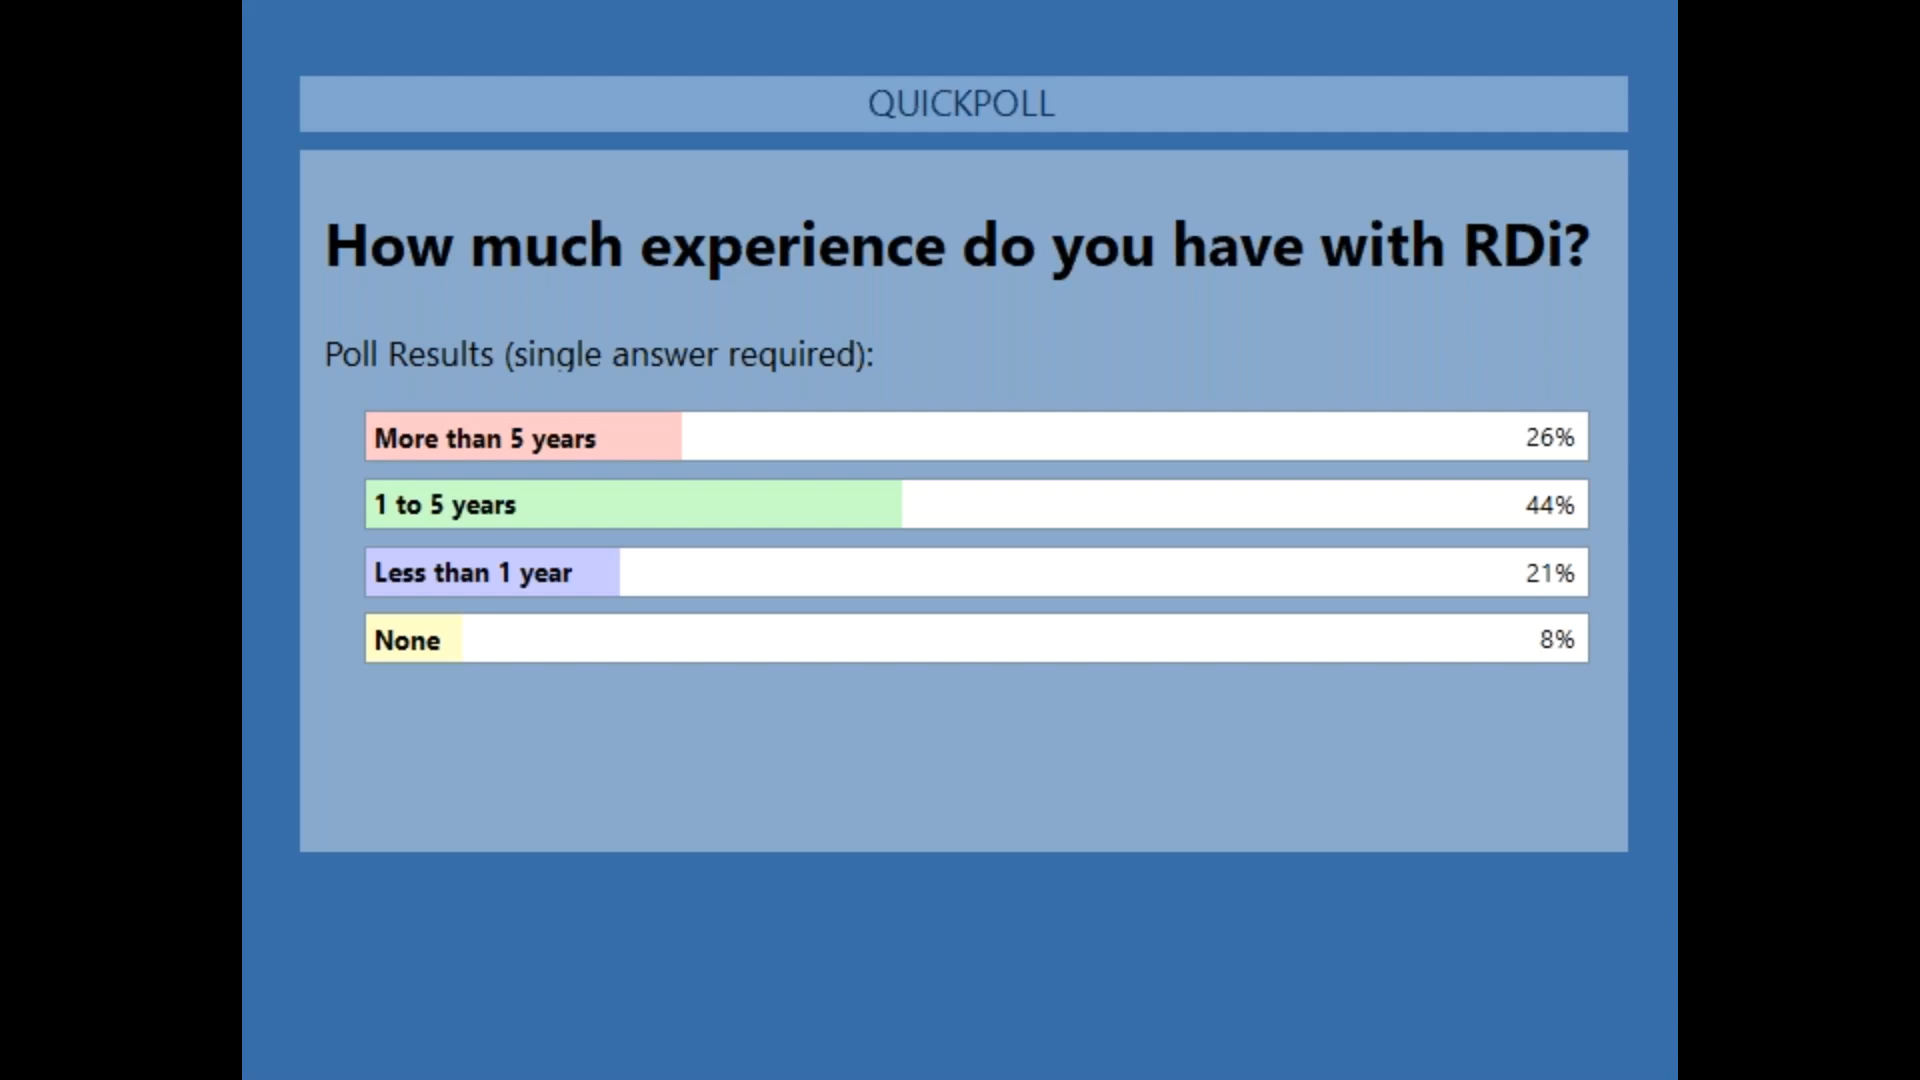 QUICKPOLL
How much experience do you have with RDi?
Poll Results (single answer required):
More than 5 years 26%
1 to 5 years 44%
Less than 1 year 21%
None 8%